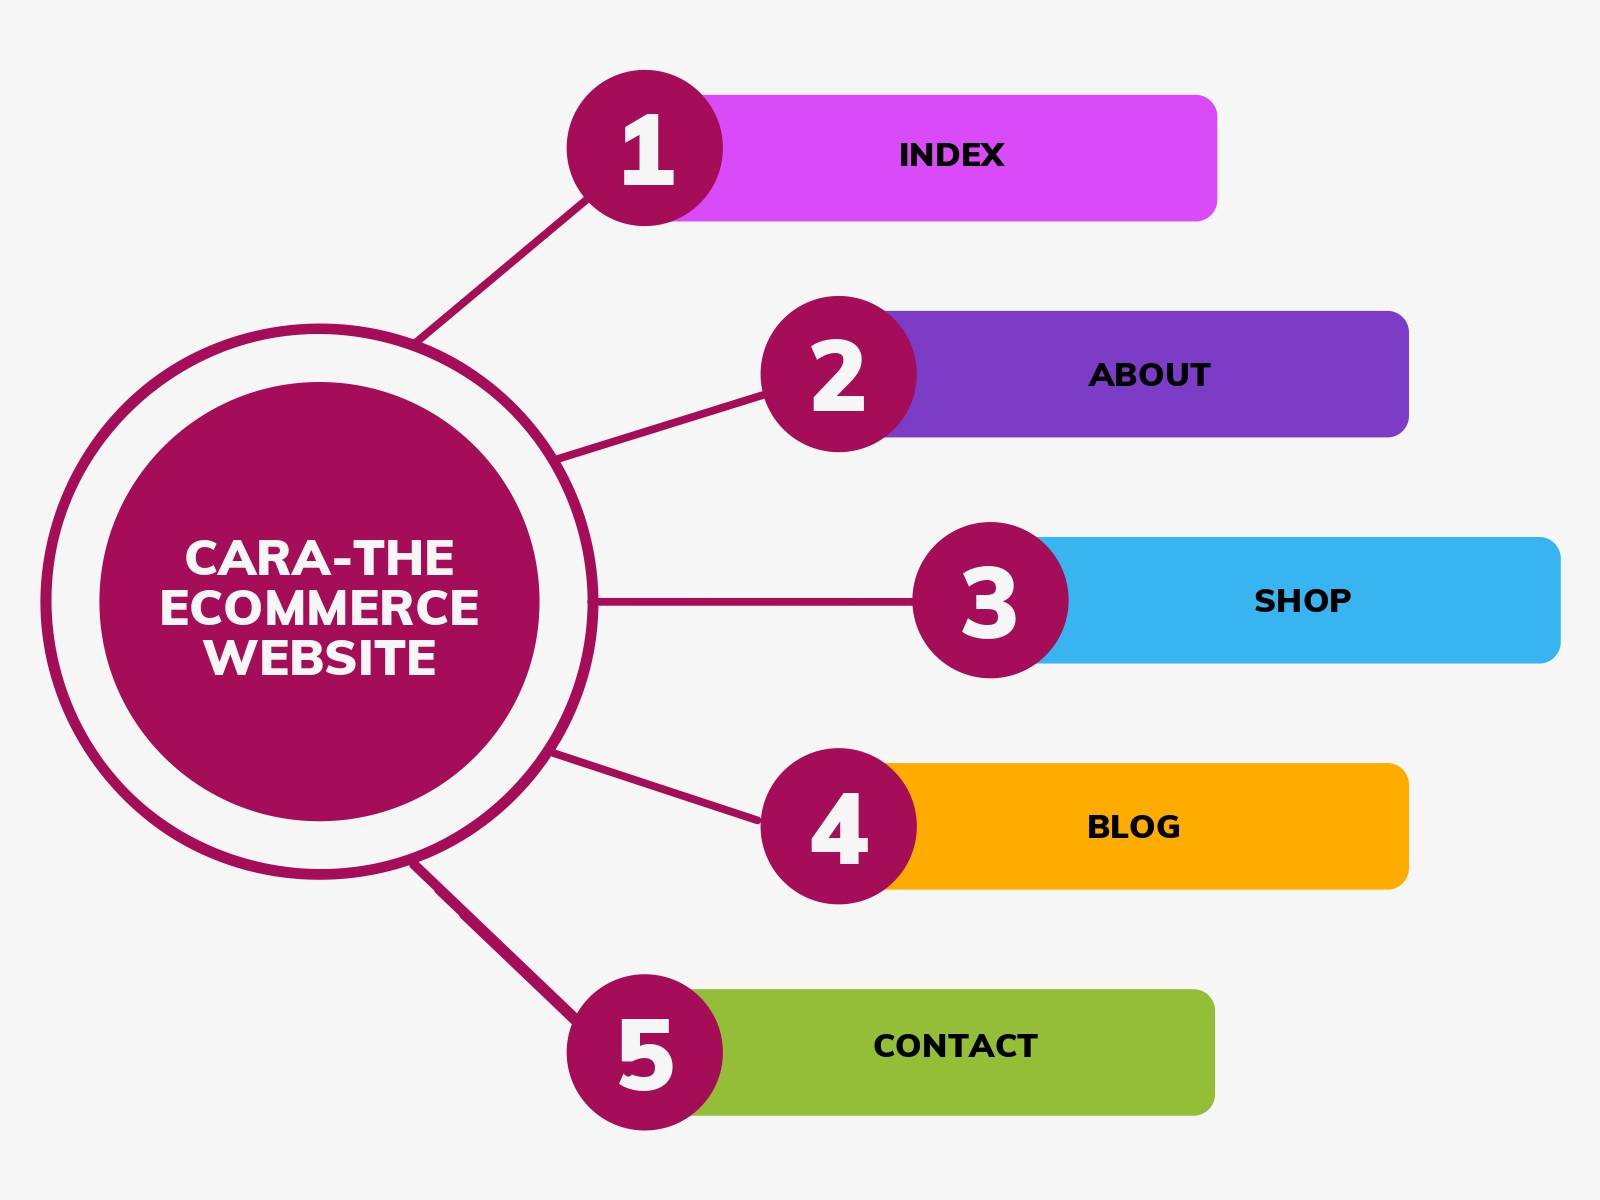 1
INDEX
2
ABOUT
CARA-THE
ECOMMERCE
WEBSITE
3
SHOP
4
BLOG
5
CONTACT